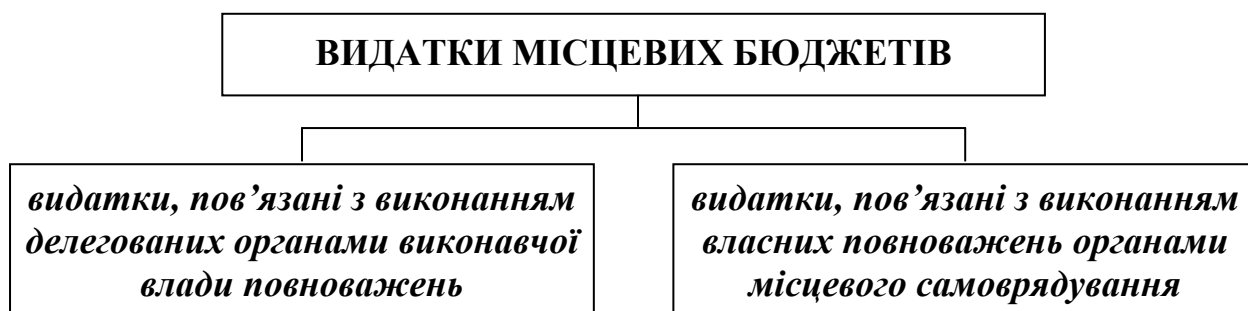 ВИДАТКИ МІСЦЕВИХ БЮДЖЕТІВ
видатки, пов’язані з виконанням
делегованих органами виконавчої
влади повноважень
видатки, пов’язані з виконанням
власних повноважень органами
місцевого самоврядування